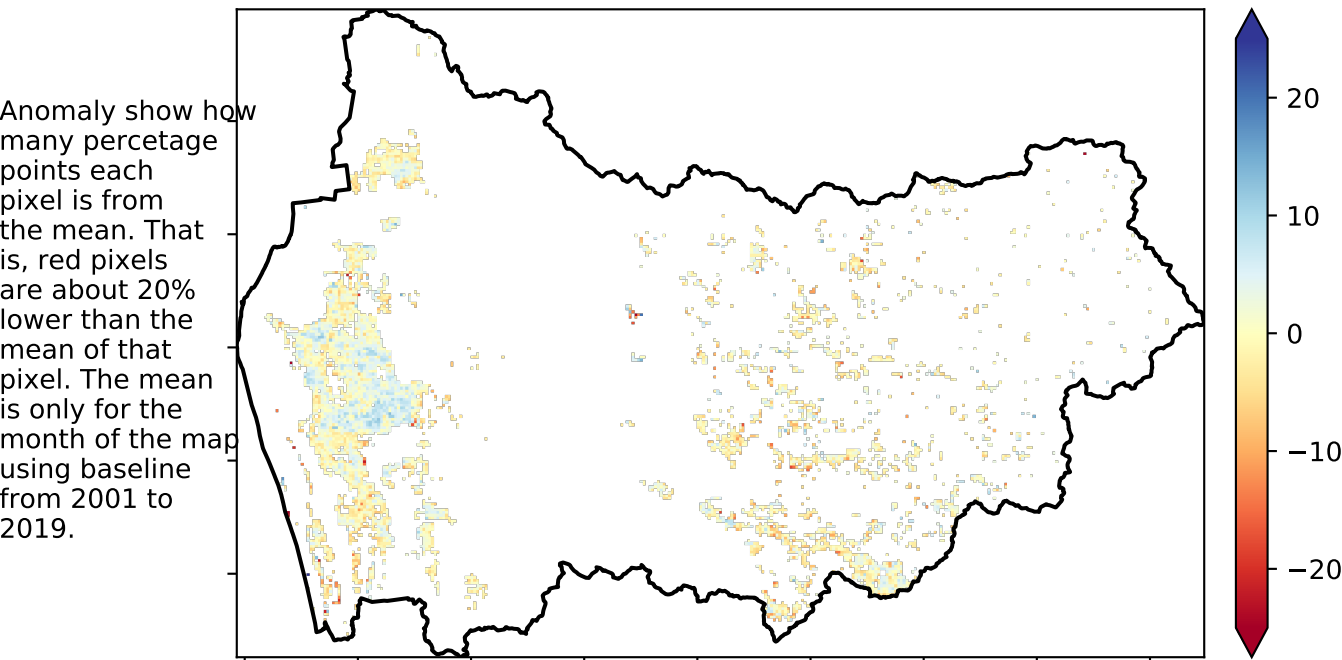 Anomaly show how
many percetage
points each
pixel is from
the mean. That
is, red pixels
are about 20%
lower than the
mean of that
pixel. The mean
is only for the
month of the map
using baseline
from 2001 to
2019.
20
10
0
−10
−20